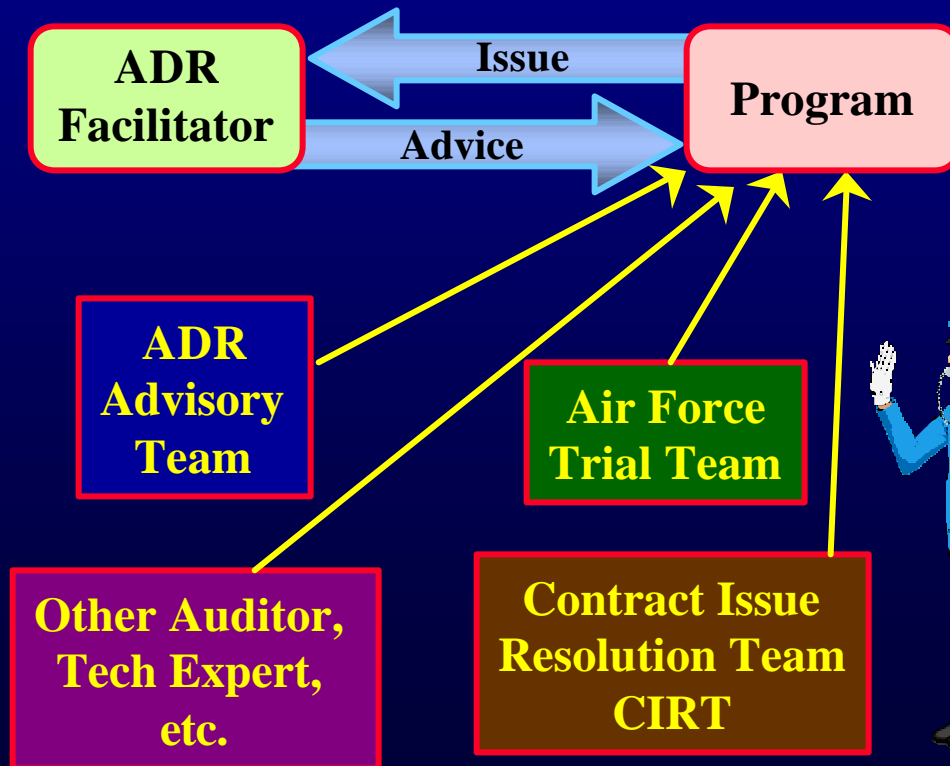 ADR
Facilitator
Issue
Advice
Program
ADR
Advisory
Team
Air Force
Trial Team
Other Auditor,
Tech Expert,
etc.
Contract Issue
Resolution Team
CIRT